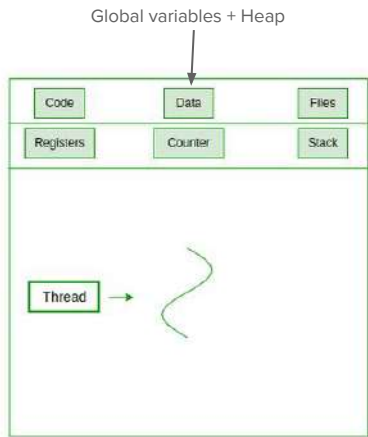 Global variables + Heap
Code Data Files
Registers Counter Stack
Thread